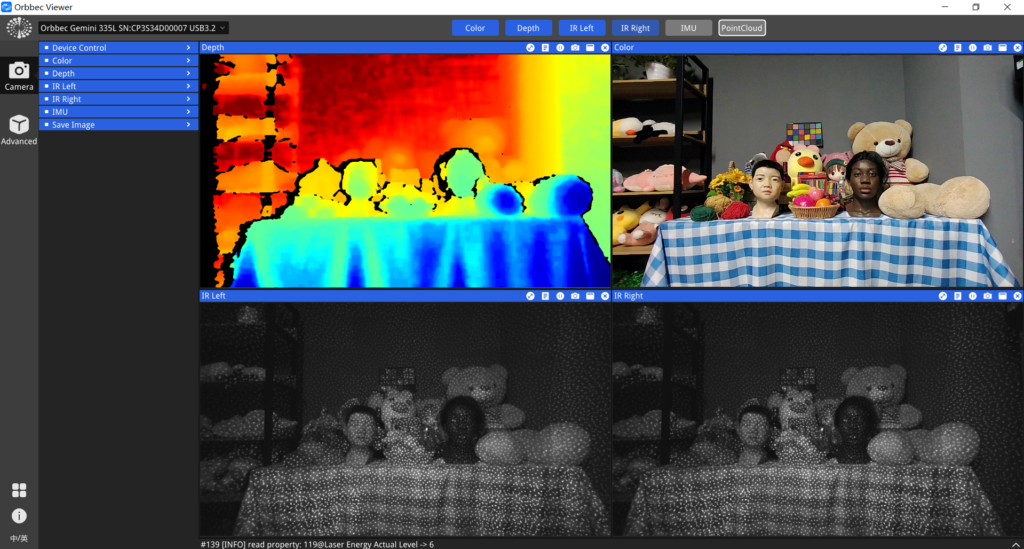 Orbbec Viewer
Orbbec Gemini 335L SN:CP3S34D00007 USB3.2
Color
Depth
IR Left
IR Right
IMU
PointCloud
Camera
Advanced
Device Control
Color
Depth
IR Left
IR Right
IMU
Save Image
Depth
Color
IR Left
IR Right
中/英
#139 [INFO] read property: 119@Laser Energy Actual Level -> 6